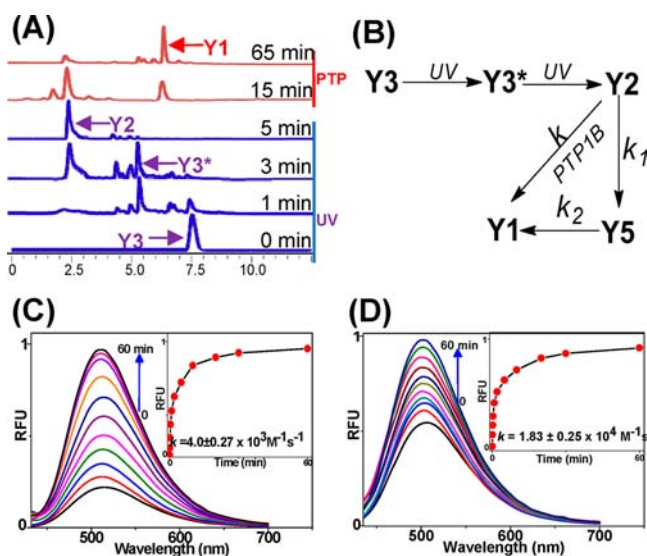 (A)
Y1
65 min
PTP
15 min
Y2
5 min
Y3*
3 min
1 min
UV
Y3
0 min
0 2.5 5.0 7.5 10.0
(B)
Y3 UV Y3* UV Y2
k
PTP1B
k1
Y1 k2 Y5
(C)
1
60 min
0
RFU
0
1
RFU
0
k =4.0±0.27 x 10³M⁻¹s⁻¹
0 Time (min) 60
500 600 700
Wavelength (nm)
(D)
1
60 min
0
RFU
0
1
RFU
0
k = 1.83 ± 0.25 x 10⁴ M⁻¹s⁻¹
0 Time (min) 60
500 600 700
Wavelength (nm)